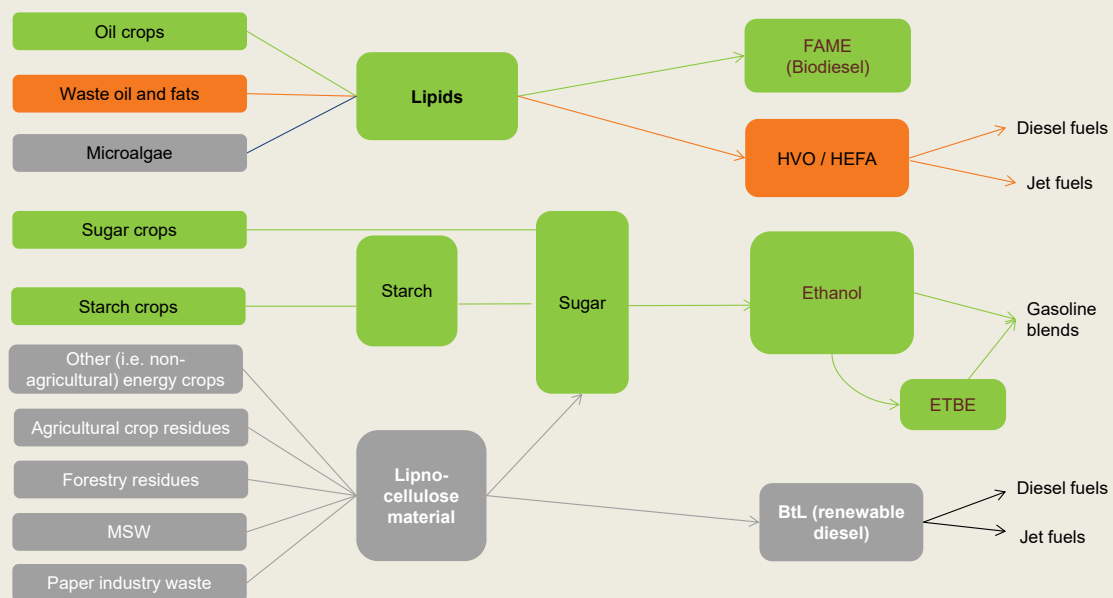 Oil crops
Waste oil and fats
Microalgae
Lipids
FAME
(Biodiesel)
HVO / HEFA
Diesel fuels
Jet fuels
Sugar crops
Starch crops
Starch
Sugar
Ethanol
Gasoline
blends
ETBE
Other (i.e. non-
agricultural) energy crops
Agricultural crop residues
Forestry residues
MSW
Paper industry waste
Lipno-
cellulose
material
BtL (renewable
diesel)
Diesel fuels
Jet fuels